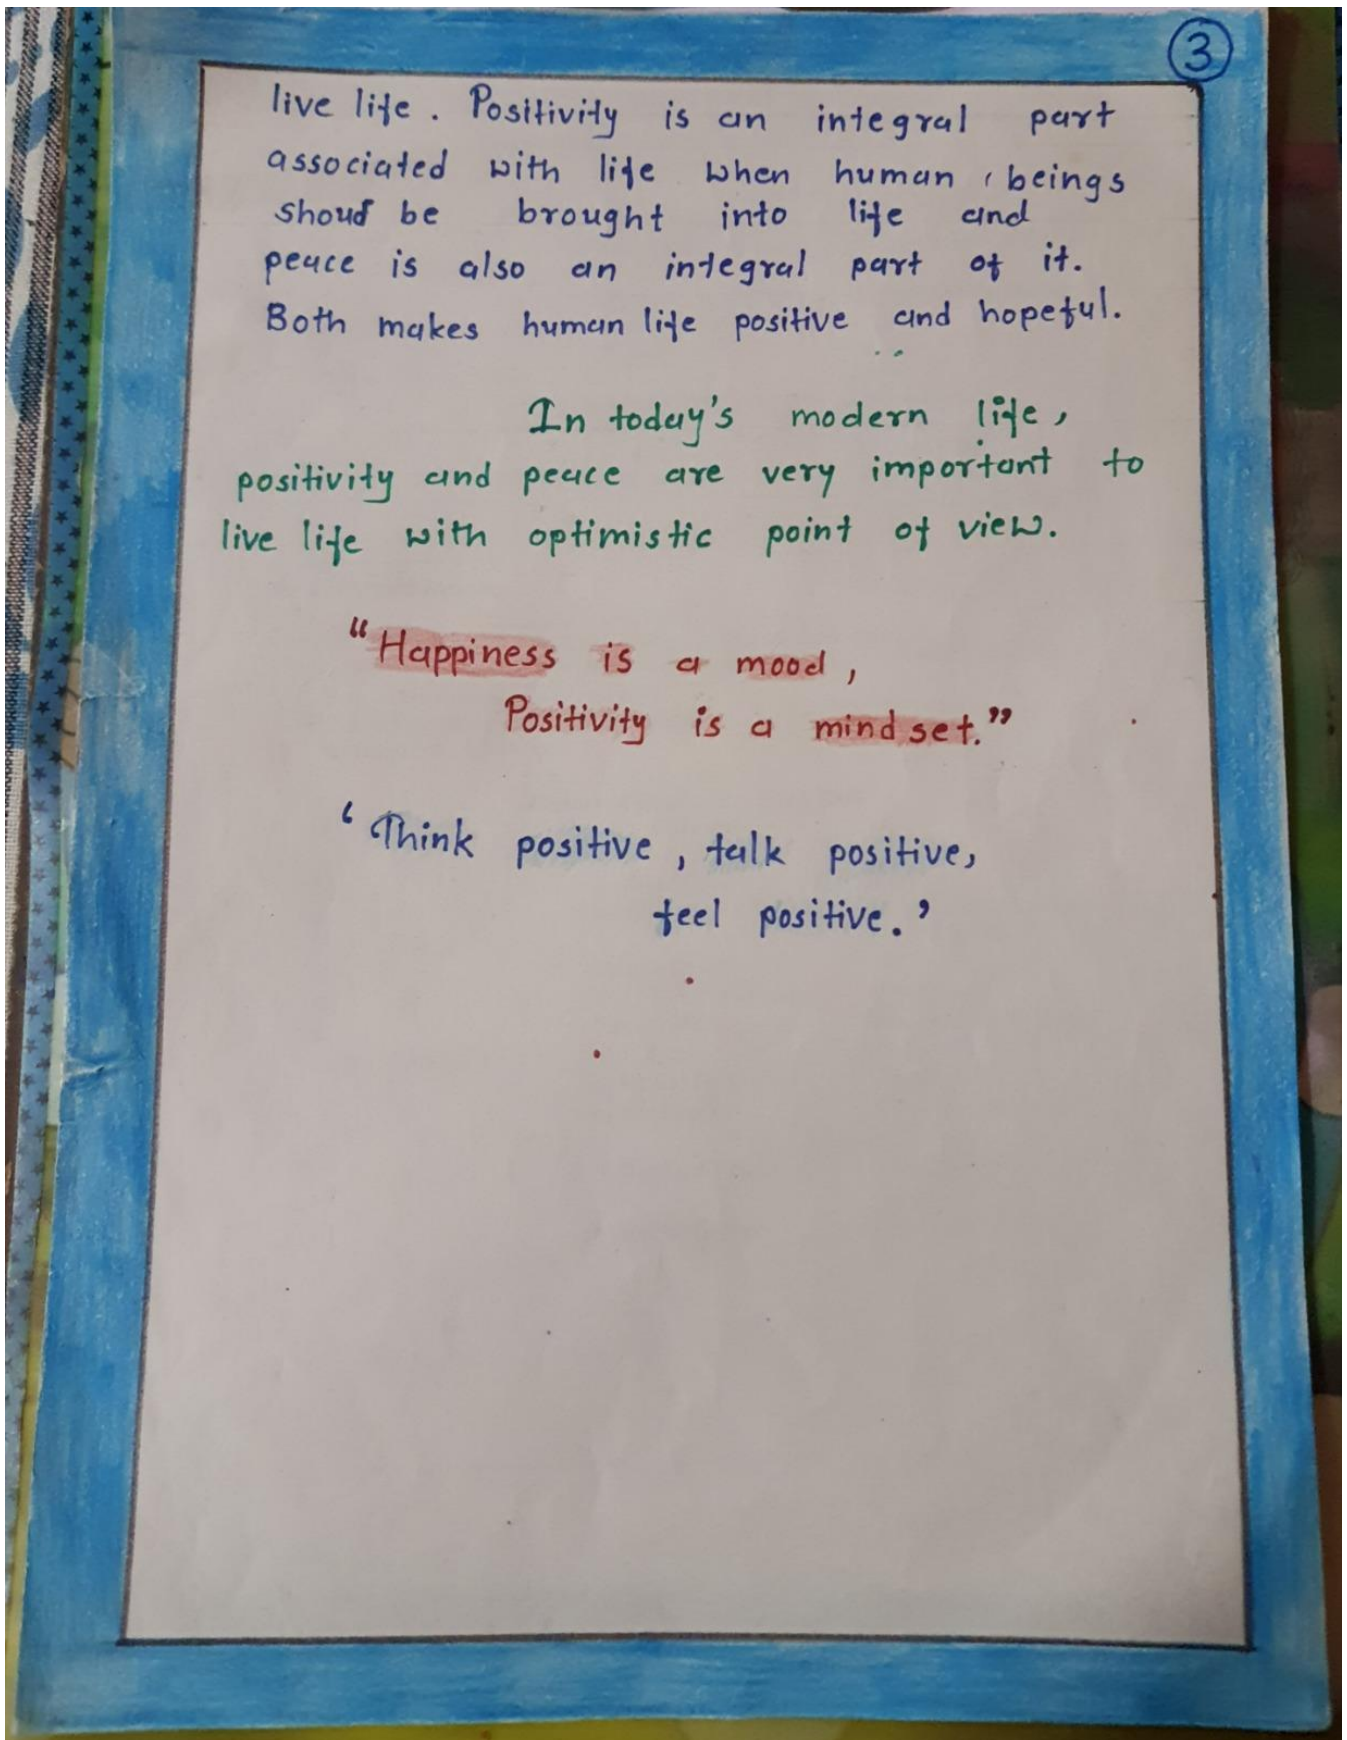 3
live life. Positivity is an integral part
associated with life when human, beings
shoud be brought into life and
peace is also an integral part of it.
Both makes human life positive and hopeful.
In today's modern life,
positivity and peace are very important to
live life with optimistic point of view.
"Happiness is a mood,
Positivity is a mind set."
'Think positive, talk positive,
feel positive.'